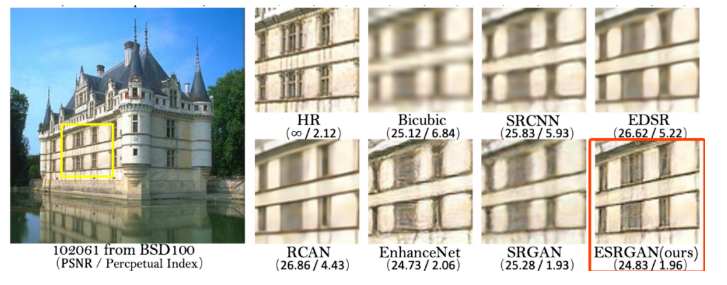 HR
Bicubic
SRCNN
EDSR
(∞ / 2.12)
(25.12 / 6.84)
(25.83 / 5.93)
(26.62 / 5.22)
102061 from BSD100
(PSNR / Percpetual Index)
RCAN
EnhanceNet
SRGAN
ESRGAN(ours)
(26.86 / 4.43)
(24.73 / 2.06)
(25.28 / 1.93)
(24.83 / 1.96)